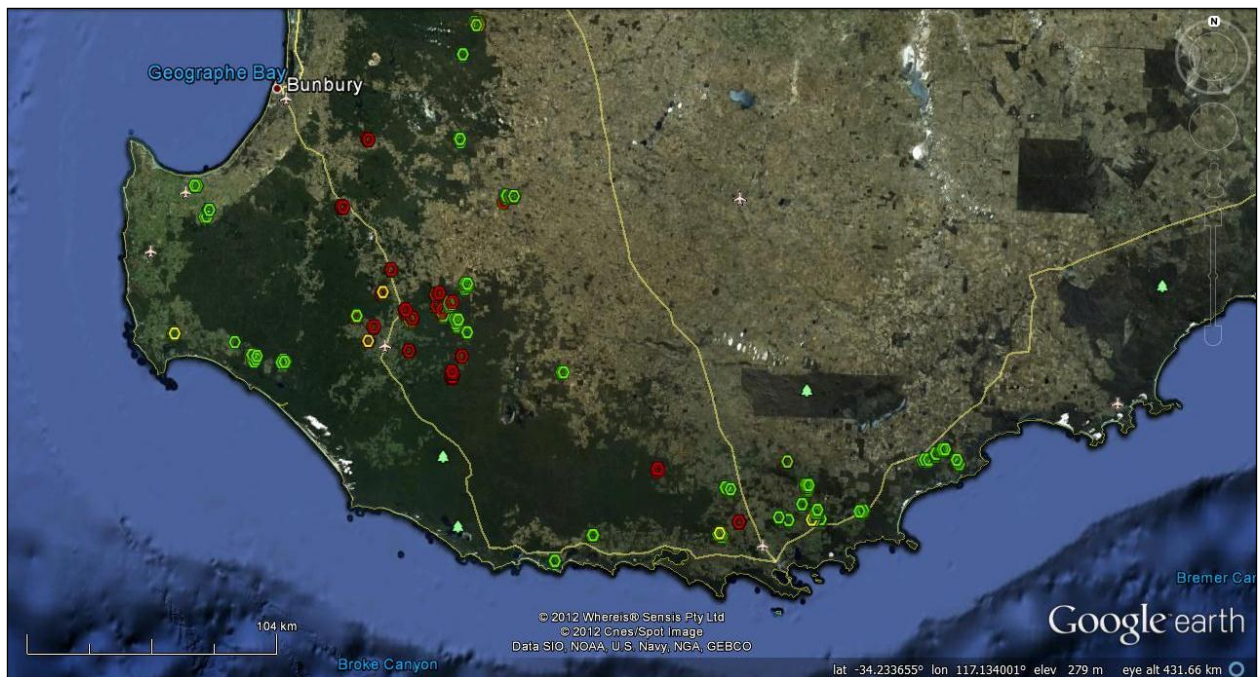 N
Geographe Bay
Bunbury
Bremer Can
© 2012 Whereis® Sensis Pty Ltd
© 2012 Cnes/Spot Image
Data SIO, NOAA, U.S. Navy, NGA, GEBCO
Google earth
104 km
Broke Canyon
lat -34.233655° lon 117.134001° elev 279 m eye alt 431.66 km